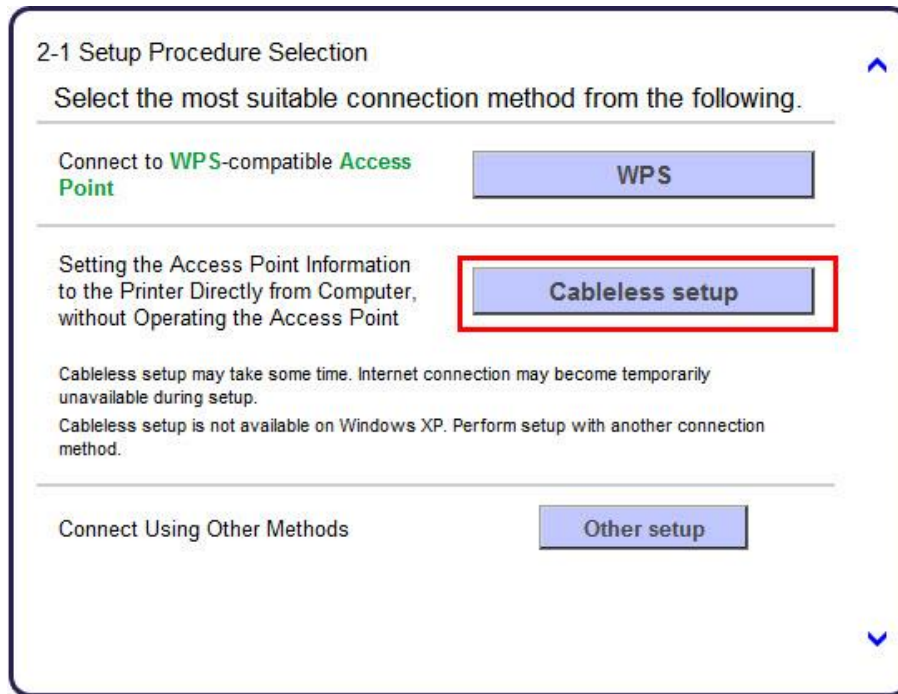 2-1 Setup Procedure Selection
Select the most suitable connection method from the following.
Connect to WPS-compatible Access
Point
WPS
Setting the Access Point Information
to the Printer Directly from Computer,
without Operating the Access Point
Cableless setup
Cableless setup may take some time. Internet connection may become temporarily
unavailable during setup.
Cableless setup is not available on Windows XP. Perform setup with another connection
method.
Connect Using Other Methods
Other setup